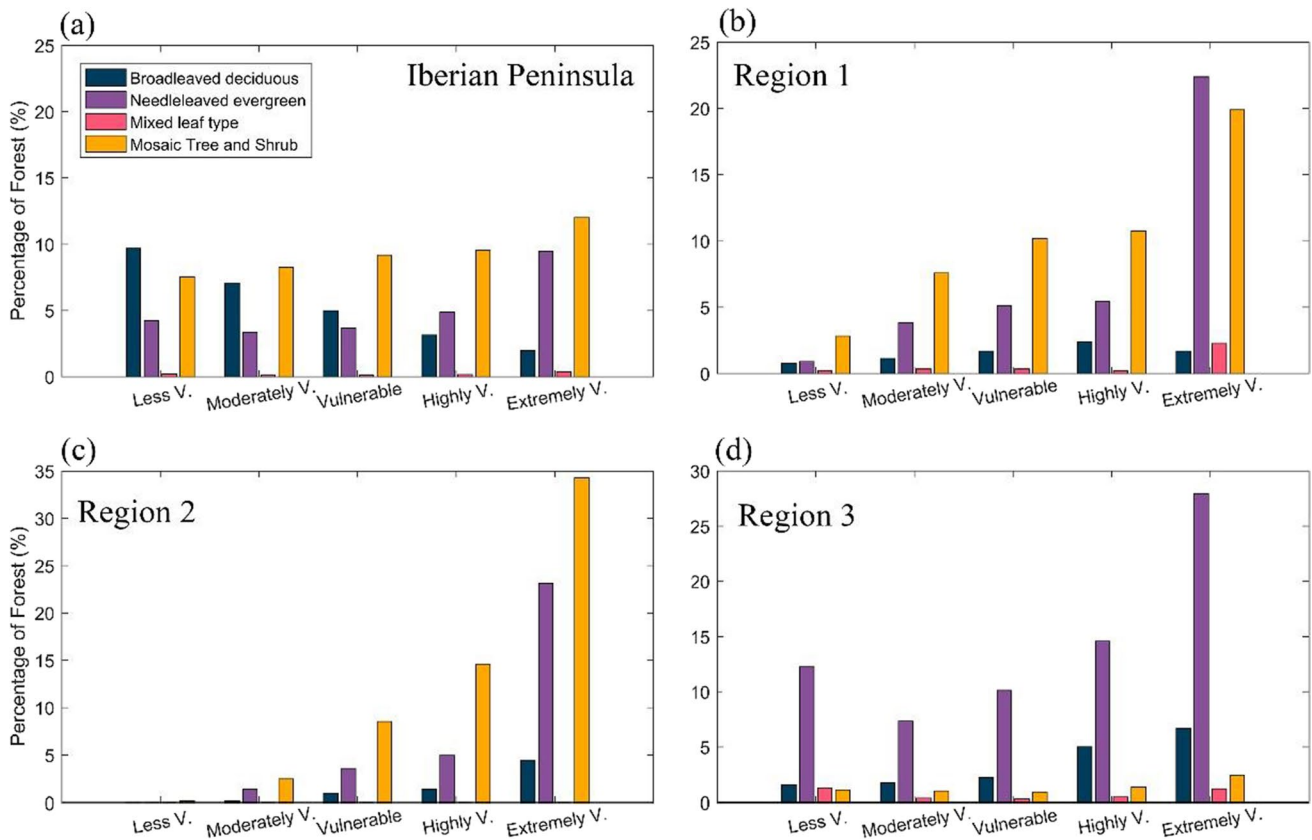 (a)
Iberian Peninsula
Broadleaved deciduous
Needleleaved evergreen
Mixed leaf type
Mosaic Tree and Shrub
Percentage of Forest (%)
25
20
15
10
5
0
Less V.
Moderately V.
Vulnerable
Highly V.
Extremely V.
(b)
Region 1
25
20
15
10
5
0
Less V.
Moderately V.
Vulnerable
Highly V.
Extremely V.
(c)
Region 2
Percentage of Forest (%)
35
30
25
20
15
10
5
0
Less V.
Moderately V.
Vulnerable
Highly V.
Extremely V.
(d)
Region 3
30
25
20
15
10
5
0
Less V.
Moderately V.
Vulnerable
Highly V.
Extremely V.